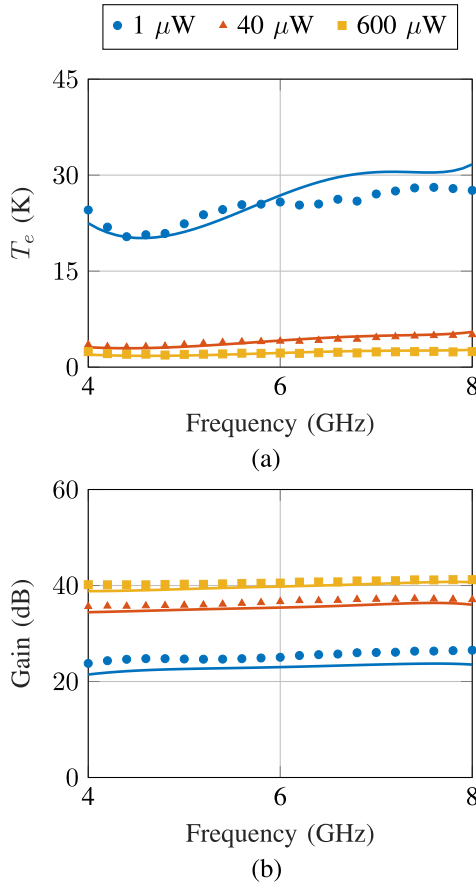 1 μW 40 μW 600 μW
45
30
15
0
T_e (K)
4 6 8
Frequency (GHz)
(a)
60
40
20
0
Gain (dB)
4 6 8
Frequency (GHz)
(b)